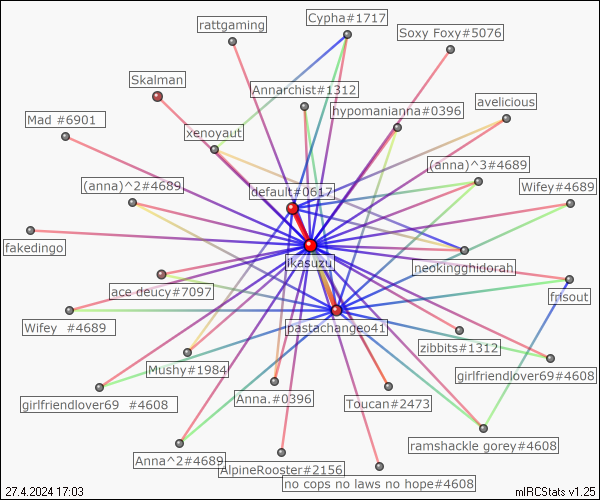 rattgaming
Cypha#1717
Soxy Foxy#5076
Skalman
Annarchist#1312
hypomanianna#0396
avelicious
Mad #6901
xenoyaut
(anna)^3#4689
(anna)^2#4689
default#0617
Wifey#4689
fakedingo
ikasuzu
neokingghidorah
ace deucy#7097
frisout
Wifey  #4689
pastachangeo41
zibbits#1312
Mushy#1984
girlfriendlover69#4608
girlfriendlover69  #4608
Anna.#0396
Toucan#2473
Anna^2#4689
ramshackle gorey#4608
AlpineRooster#2156
no cops no laws no hope#4608
27.4.2024 17:03
mIRCStats v1.25